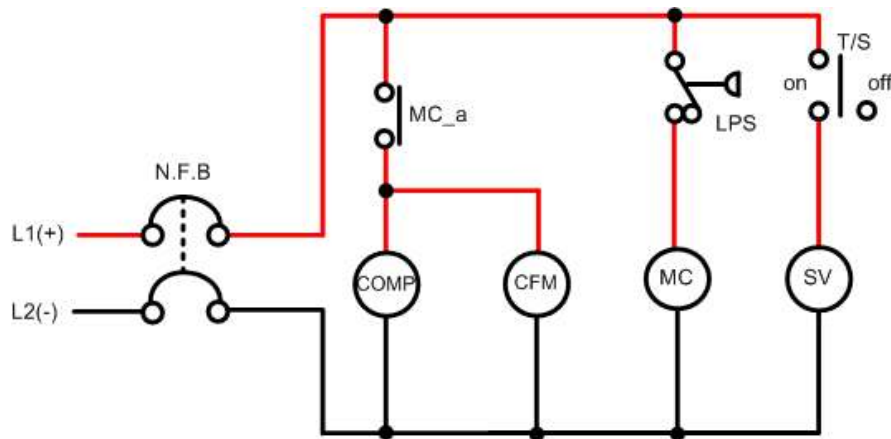 T/S
on
off
MC_a
LPS
N.F.B
L1(+)
COMP
CFM
MC
SV
L2(-)